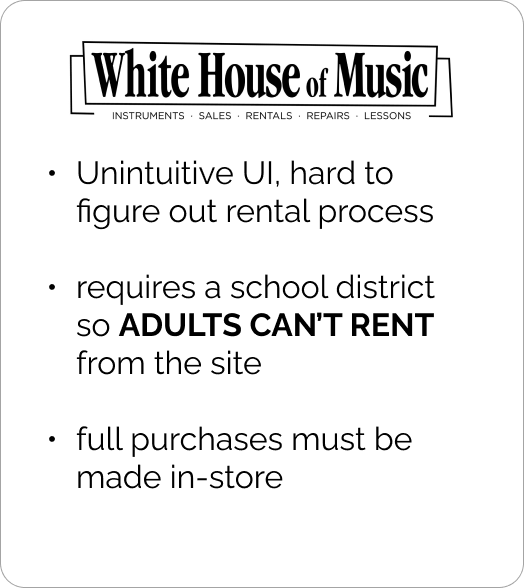 White House of Music
INSTRUMENTS · SALES · RENTALS · REPAIRS · LESSONS
• Unintuitive UI, hard to
figure out rental process
• requires a school district
so ADULTS CAN’T RENT
from the site
• full purchases must be
made in-store